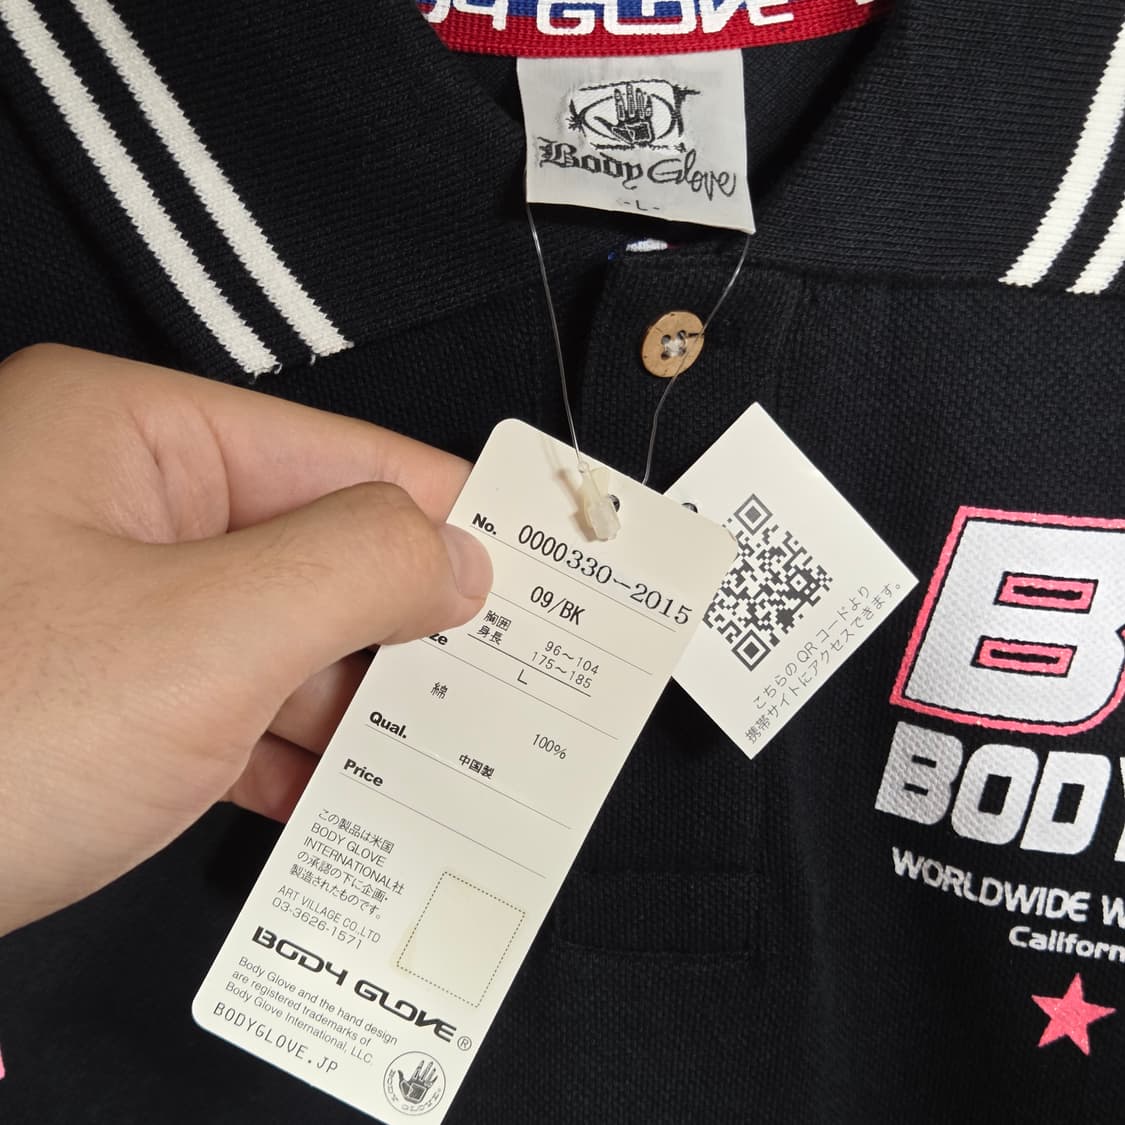 BODY GLOVE
Body Glove
-L-
No. 0000330-2015
09/BK
胸囲 96～104
身長 175～185
L
綿 100%
Qual.
中国製
Price
この製品は米国
BODY GLOVE
INTERNATIONAL社
の承認の下に企画・
製造されたものです。
ART VILLAGE CO.,LTD
03-3626-1571
BODY GLOVE®
Body Glove and the hand design
are registered trademarks of
Body Glove International, LLC.
BODYGLOVE.JP
BODY GLOVE
こちらのQRコードより
携帯サイトにアクセスできます。
B
BODY
WORLDWIDE W
Californ